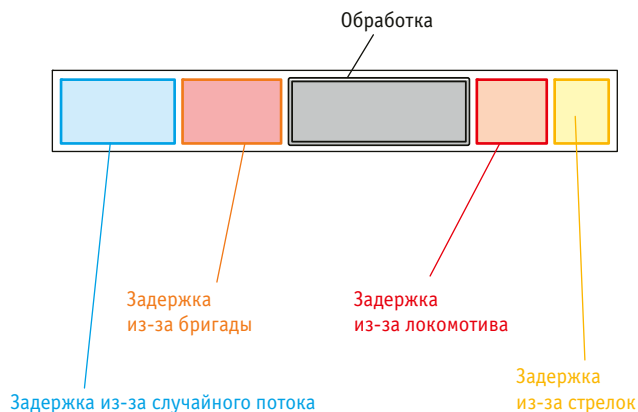 Обработка
Задержка
из-за бригады
Задержка
из-за локомотива
Задержка
из-за стрелок
Задержка из-за случайного потока